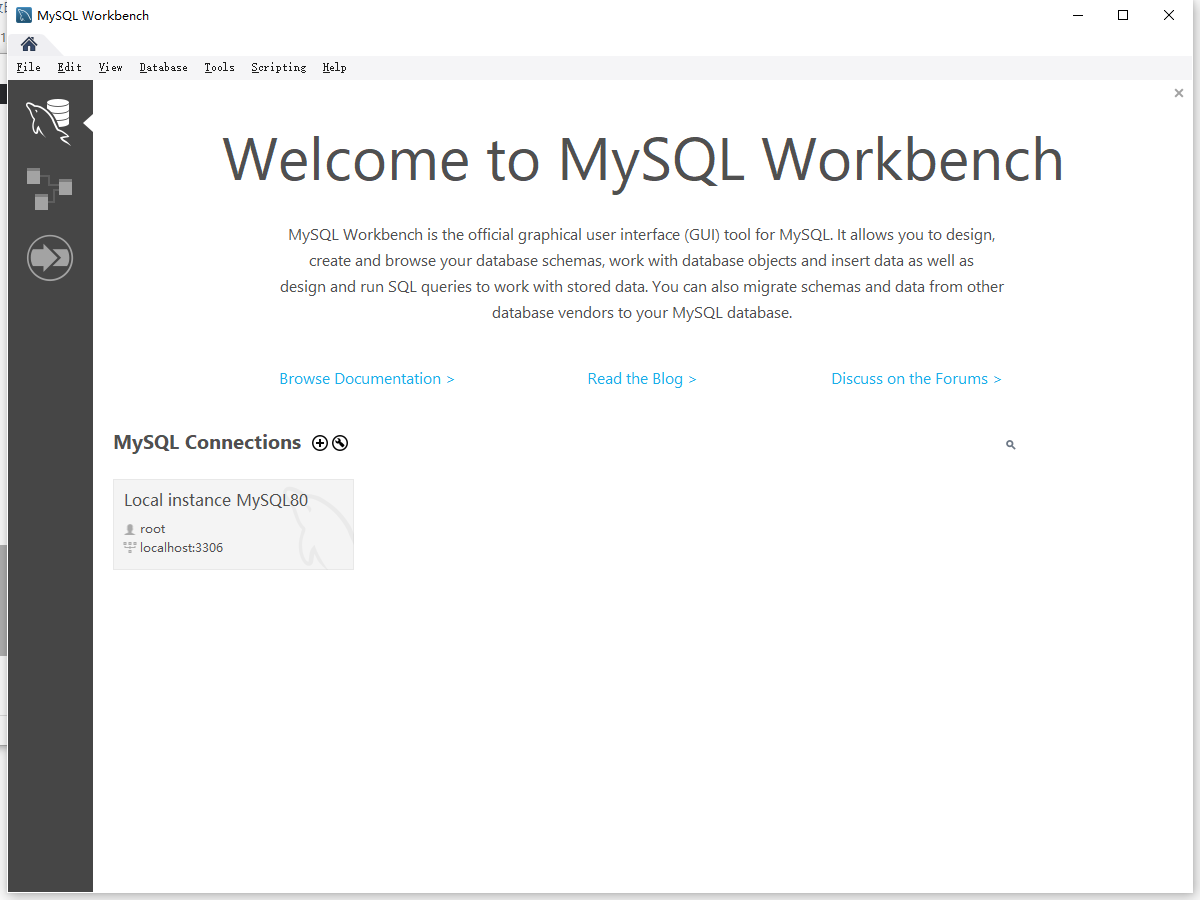 MySQL Workbench
File Edit View Database Tools Scripting Help
Welcome to MySQL Workbench
MySQL Workbench is the official graphical user interface (GUI) tool for MySQL. It allows you to design,
create and browse your database schemas, work with database objects and insert data as well as
design and run SQL queries to work with stored data. You can also migrate schemas and data from other
database vendors to your MySQL database.
Browse Documentation > Read the Blog > Discuss on the Forums >
MySQL Connections
Local instance MySQL80
root
localhost:3306